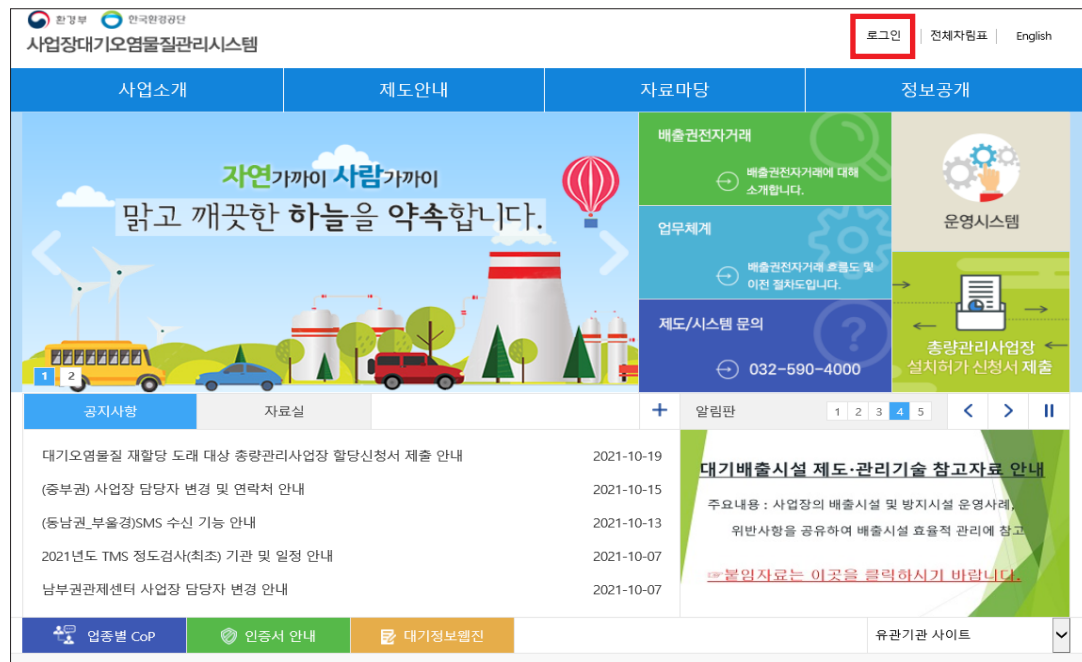 환경부 한국환경공단
사업장대기오염물질관리시스템
로그인 전체차림표 English
사업소개 제도안내 자료마당 정보공개
자연가까이 사람가까이
맑고 깨끗한 하늘을 약속합니다.
1 2
배출권전자거래
배출권전자거래에 대해
소개합니다.
업무체계
배출권전자거래 흐름도 및
이전 절차도입니다.
제도/시스템 문의
032-590-4000
운영시스템
총량관리사업장
설치허가 신청서 제출
공지사항 자료실 +
대기오염물질 재할당 도래 대상 총량관리사업장 할당신청서 제출 안내 2021-10-19
(중부권) 사업장 담당자 변경 및 연락처 안내 2021-10-15
(동남권_부울경)SMS 수신 기능 안내 2021-10-13
2021년도 TMS 정도검사(최초) 기관 및 일정 안내 2021-10-07
남부권관제센터 사업장 담당자 변경 안내 2021-10-07
알림판 1 2 3 4 5
대기배출시설 제도·관리기술 참고자료 안내
주요내용 : 사업장의 배출시설 및 방지시설 운영사례,
위반사항을 공유하여 배출시설 효율적 관리에 참고
☞붙임자료는 이곳을 클릭하시기 바랍니다.
업종별 CoP 인증서 안내 대기정보웹진 유관기관 사이트